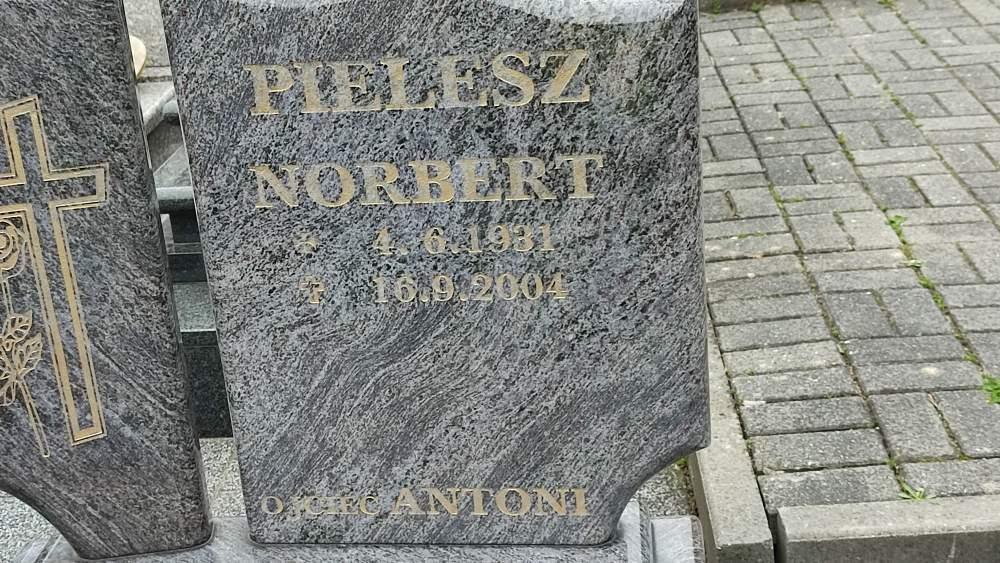 PIELESZ
NORBERT
* 4.6.1931
✝ 16.9.2004
OJCIEC ANTONI